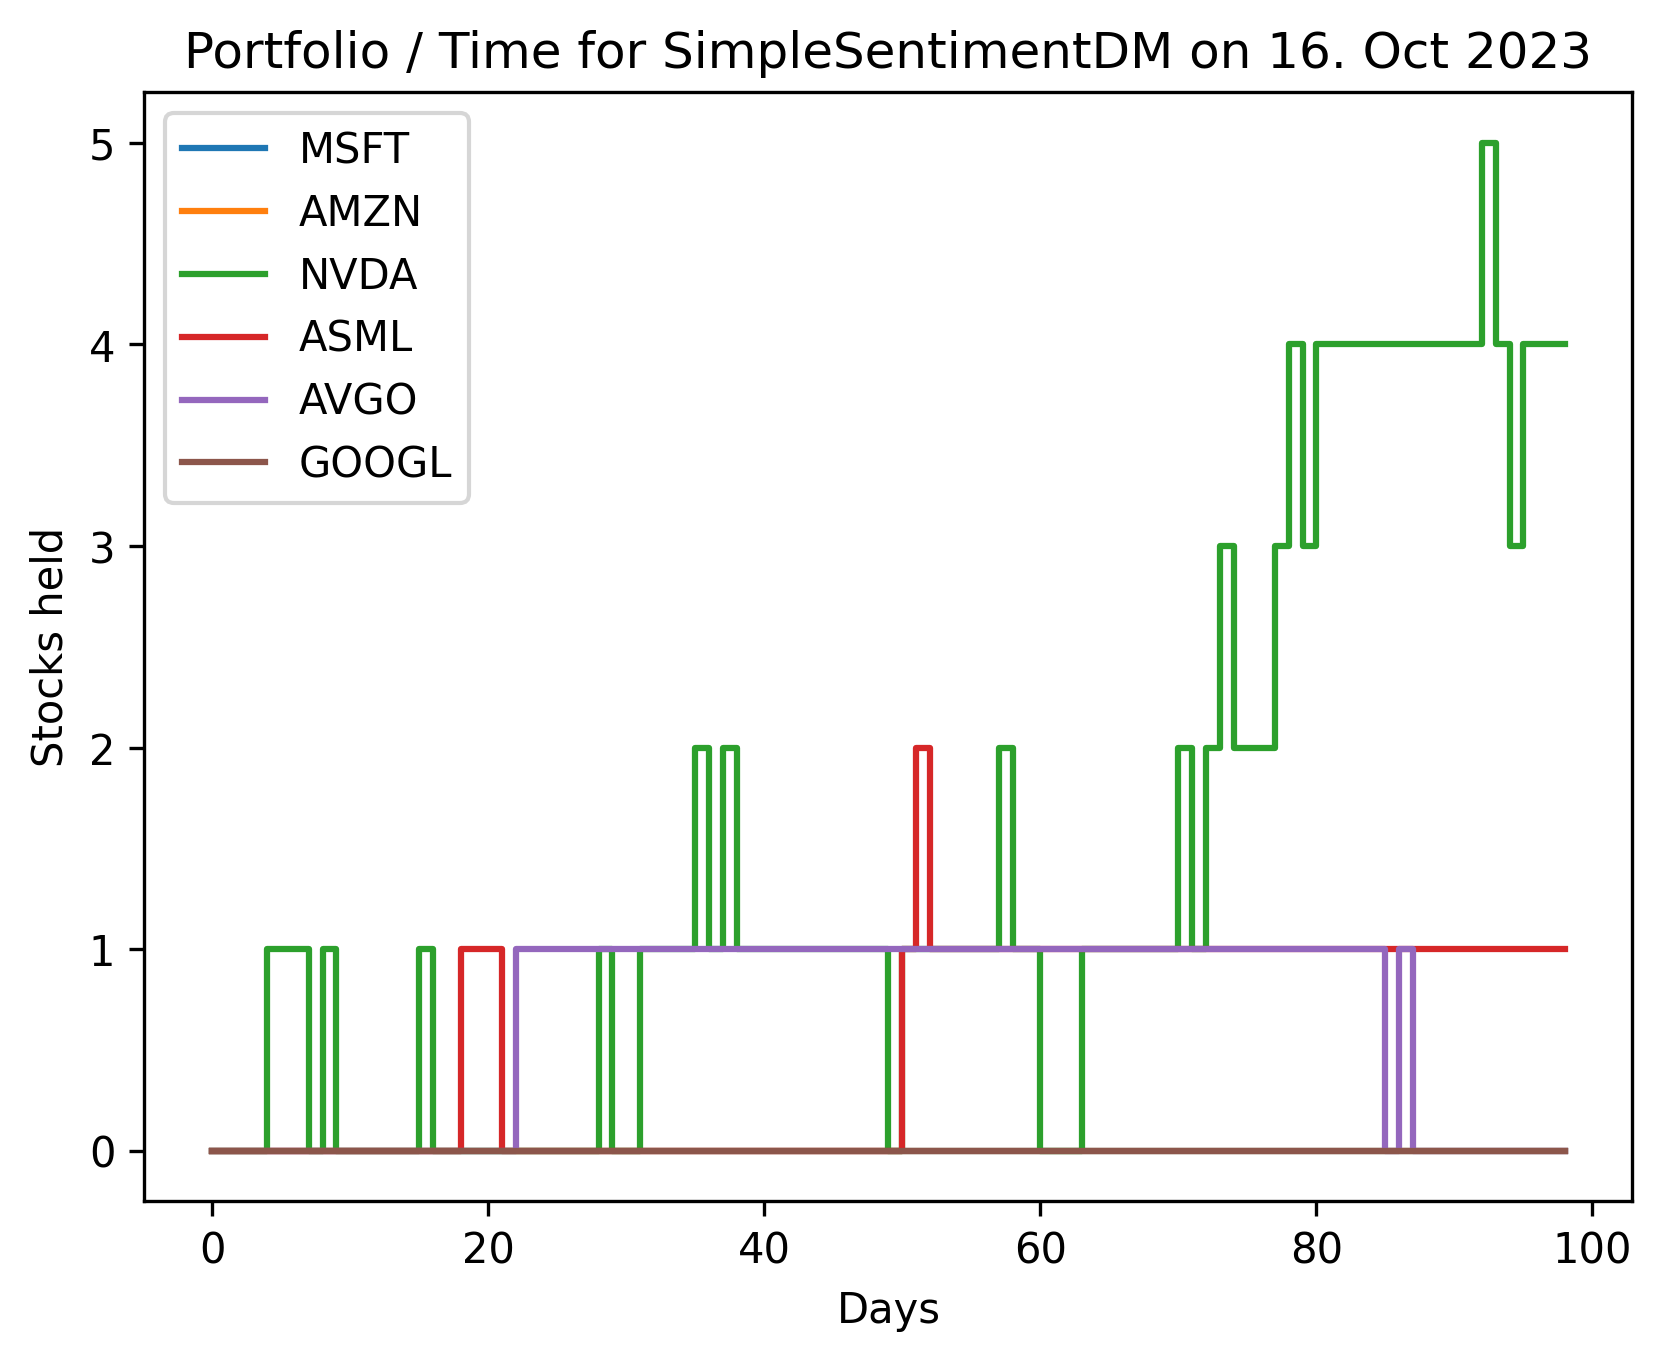 Portfolio / Time for SimpleSentimentDM on 16. Oct 2023
MSFT
AMZN
NVDA
ASML
AVGO
GOOGL
5
4
3
2
1
0
Stocks held
0 20 40 60 80 100
Days